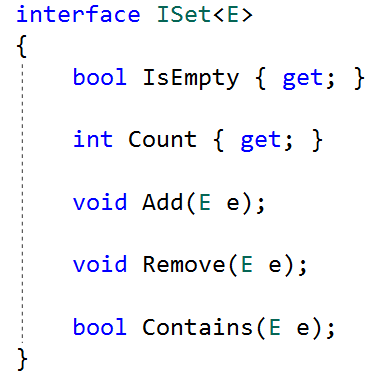 interface ISet<E>
{
bool IsEmpty { get; }
int Count { get; }
void Add(E e);
void Remove(E e);
bool Contains(E e);
}